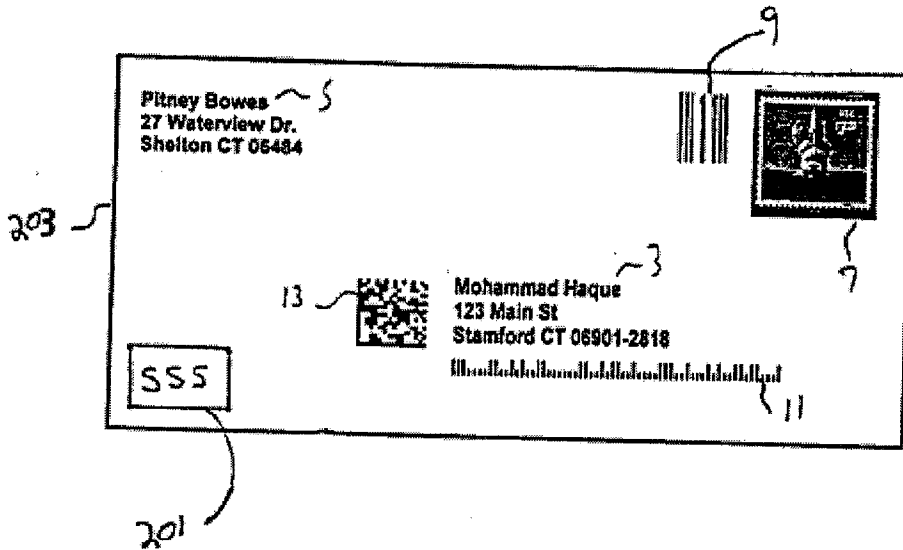 9
Pitney Bowes 5
27 Waterview Dr.
Shelton CT 06484
203
7
13
Mohammad Haque 3
123 Main St
Stamford CT 06901-2818
SSS
11
201